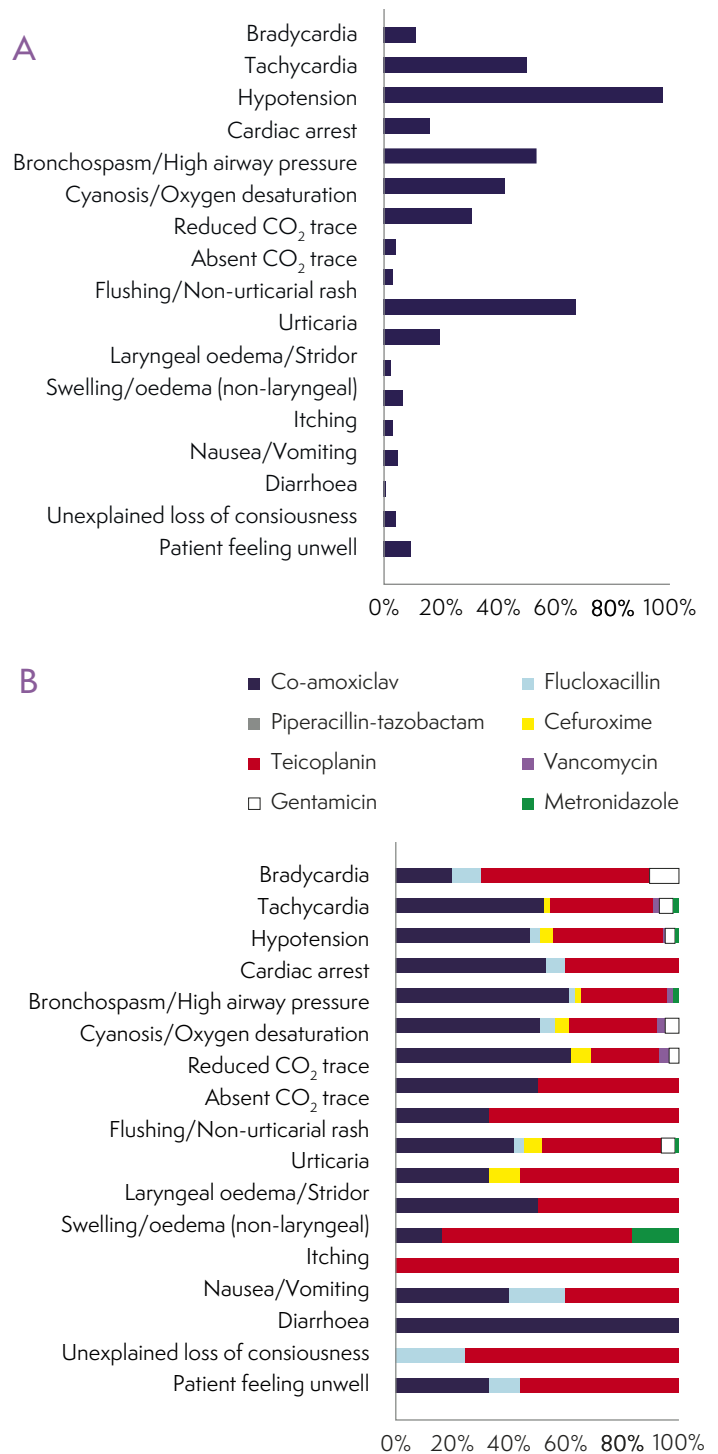 A
Bradycardia
Tachycardia
Hypotension
Cardiac arrest
Bronchospasm/High airway pressure
Cyanosis/Oxygen desaturation
Reduced CO₂ trace
Absent CO₂ trace
Flushing/Non-urticarial rash
Urticaria
Laryngeal oedema/Stridor
Swelling/oedema (non-laryngeal)
Itching
Nausea/Vomiting
Diarrhoea
Unexplained loss of consiousness
Patient feeling unwell
0% 20% 40% 60% 80% 100%
B
Co-amoxiclav Flucloxacillin
Piperacillin-tazobactam Cefuroxime
Teicoplanin Vancomycin
Gentamicin Metronidazole
Bradycardia
Tachycardia
Hypotension
Cardiac arrest
Bronchospasm/High airway pressure
Cyanosis/Oxygen desaturation
Reduced CO₂ trace
Absent CO₂ trace
Flushing/Non-urticarial rash
Urticaria
Laryngeal oedema/Stridor
Swelling/oedema (non-laryngeal)
Itching
Nausea/Vomiting
Diarrhoea
Unexplained loss of consiousness
Patient feeling unwell
0% 20% 40% 60% 80% 100%